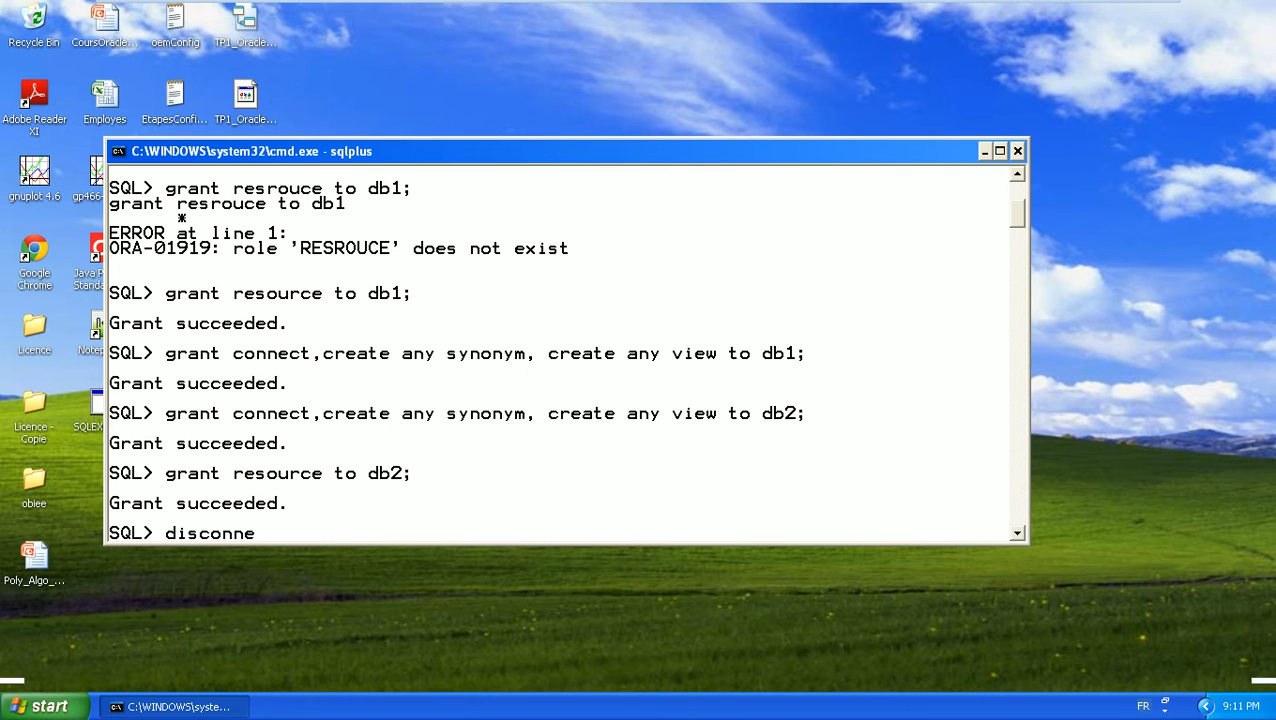 Recycle Bin
CoursOracle...
oemConfig
TP1_Oracle...
Adobe Reader
XI
Employes
EtapesConfi...
TP1_Oracle...
gnuplot 4.6
gp466
Google
Chrome
Java P
Standa
Licence
Notep
Licence -
Copie
SQLEX
obiee
Poly_Algo_...
C:\WINDOWS\system32\cmd.exe - sqlplus
SQL> grant resrouce to db1;
grant resrouce to db1
*
ERROR at line 1:
ORA-01919: role 'RESROUCE' does not exist
SQL> grant resource to db1;
Grant succeeded.
SQL> grant connect,create any synonym, create any view to db1;
Grant succeeded.
SQL> grant connect,create any synonym, create any view to db2;
Grant succeeded.
SQL> grant resource to db2;
Grant succeeded.
SQL> disconne
start
C:\WINDOWS\syste...
FR
9:11 PM